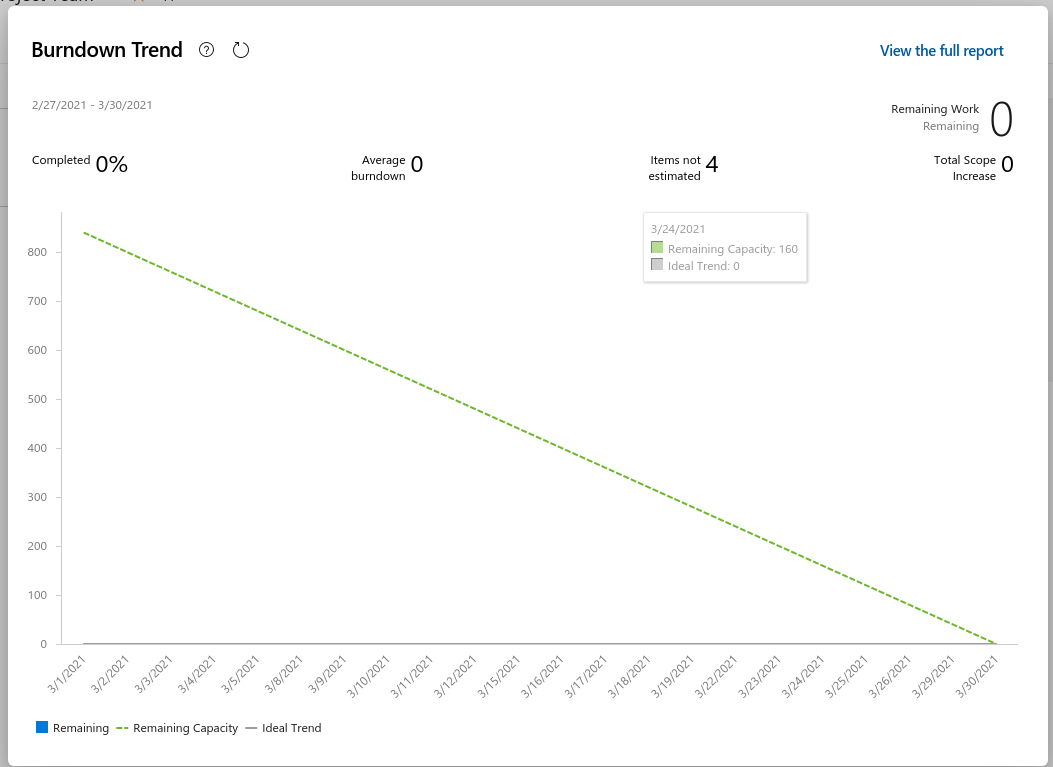 Burndown Trend
View the full report
2/27/2021 - 3/30/2021
Remaining Work
Remaining
0
Completed 0%
Average
burndown
0
Items not
estimated
4
Total Scope
Increase
0
3/24/2021
Remaining Capacity: 160
Ideal Trend: 0
800
700
600
500
400
300
200
100
0
3/1/2021
3/2/2021
3/3/2021
3/4/2021
3/5/2021
3/8/2021
3/9/2021
3/10/2021
3/11/2021
3/12/2021
3/15/2021
3/16/2021
3/17/2021
3/18/2021
3/19/2021
3/22/2021
3/23/2021
3/24/2021
3/25/2021
3/26/2021
3/29/2021
3/30/2021
Remaining
Remaining Capacity
Ideal Trend